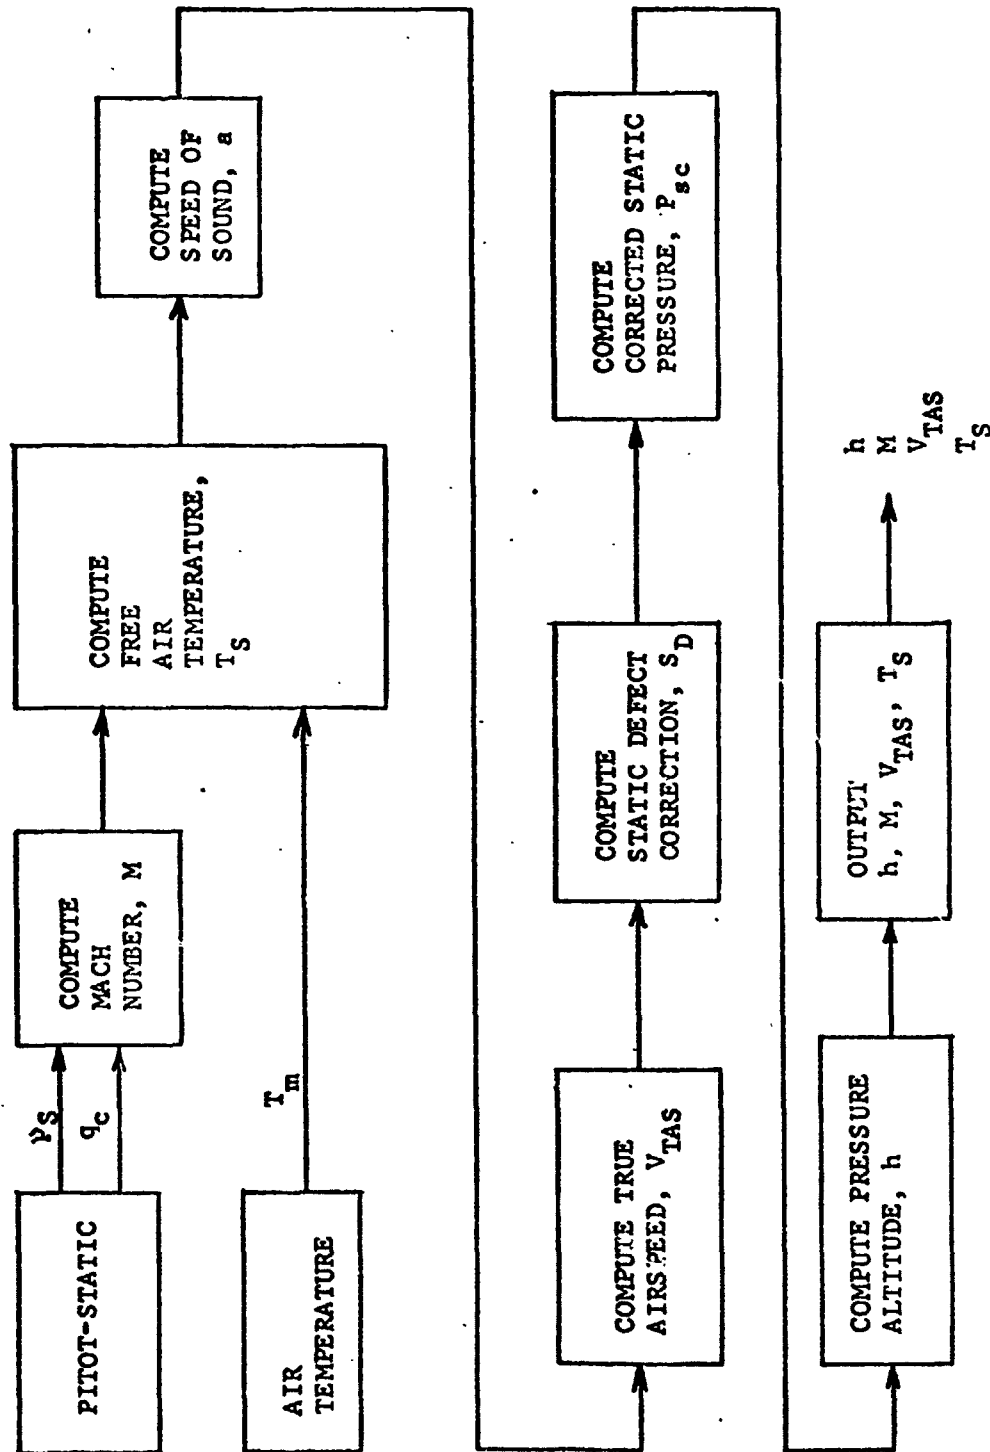 PITOT-STATIC
P_S
q_c
AIR
TEMPERATURE
T_m
COMPUTE
MACH
NUMBER, M
COMPUTE
FREE
AIR
TEMPERATURE,
T_S
COMPUTE
SPEED OF
SOUND, a
COMPUTE TRUE
AIRSPEED, V_TAS
COMPUTE
STATIC DEFECT
CORRECTION, S_D
COMPUTE
CORRECTED STATIC
PRESSURE, P_sc
COMPUTE PRESSURE
ALTITUDE, h
OUTPUT
h, M, V_TAS, T_S
h
M
V_TAS
T_S